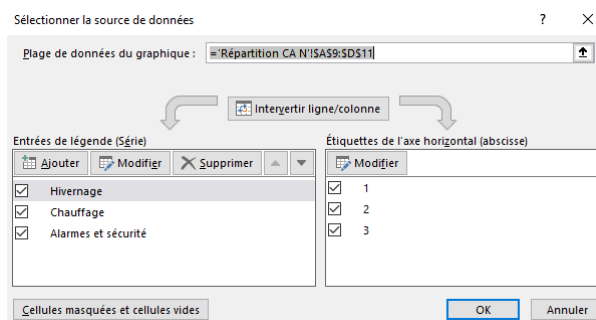 Sélectionner la source de données ? ×
Plage de données du graphique : ='Répartition CA N'!$A$9:$D$11
Intervertir ligne/colonne
Entrées de légende (Série)
Ajouter Modifier Supprimer
Hivernage
Chauffage
Alarmes et sécurité
Étiquettes de l'axe horizontal (abscisse)
Modifier
1
2
3
Cellules masquées et cellules vides
OK Annuler